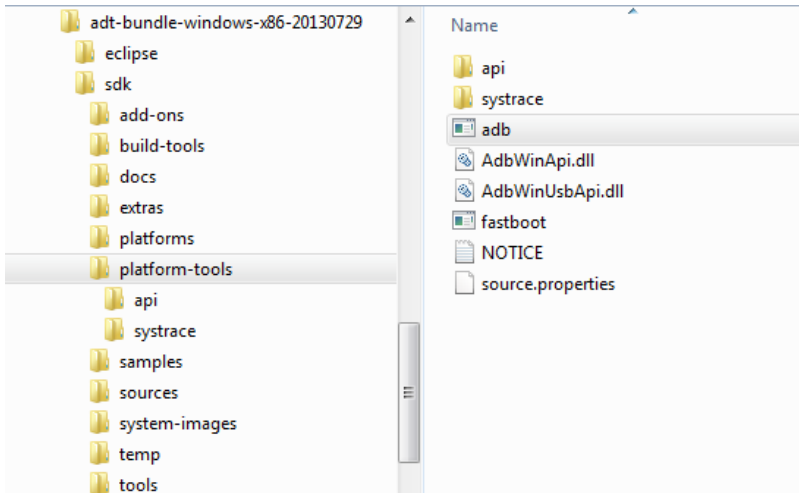 adt-bundle-windows-x86-20130729
eclipse
sdk
add-ons
build-tools
docs
extras
platforms
platform-tools
api
systrace
samples
sources
system-images
temp
tools
Name
api
systrace
adb
AdbWinApi.dll
AdbWinUsbApi.dll
fastboot
NOTICE
source.properties